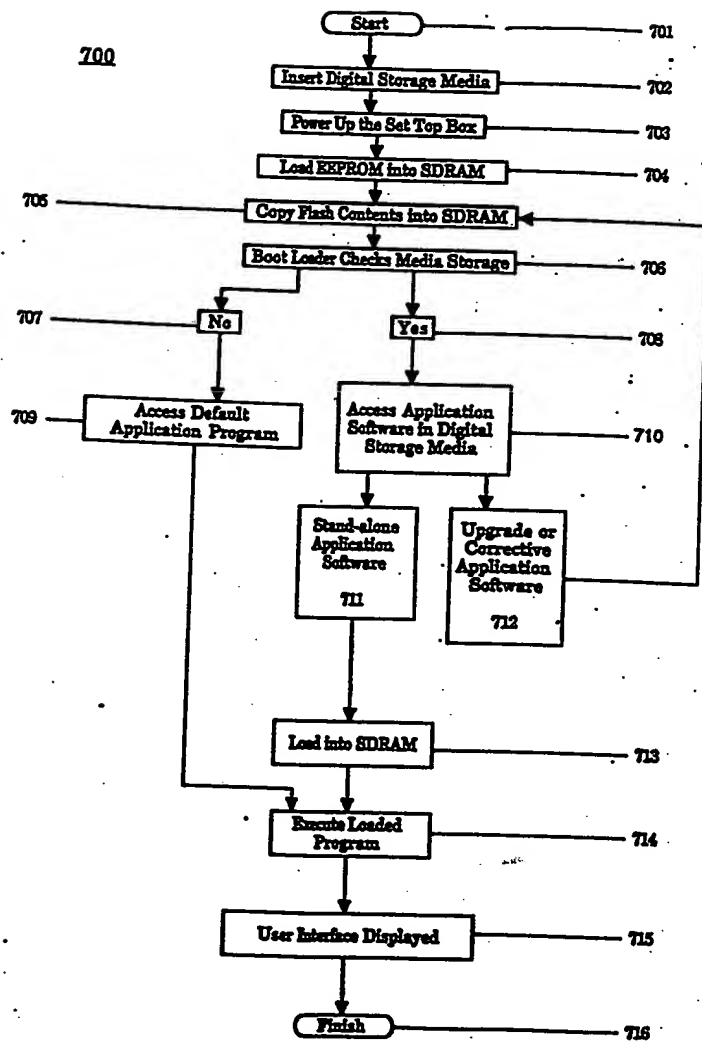 700
Start
701
Insert Digital Storage Media
702
Power Up the Set Top Box
703
Load EEPROM into SDRAM
704
705
Copy Flash Contents into SDRAM
Boot Loader Checks Media Storage
706
707
No
Yes
708
709
Access Default
Application Program
Access Application
Software in Digital
Storage Media
710
Stand-alone
Application
Software
711
Upgrade or
Corrective
Application
Software
712
Load into SDRAM
713
Execute Loaded
Program
714
User Interface Displayed
715
Finish
716